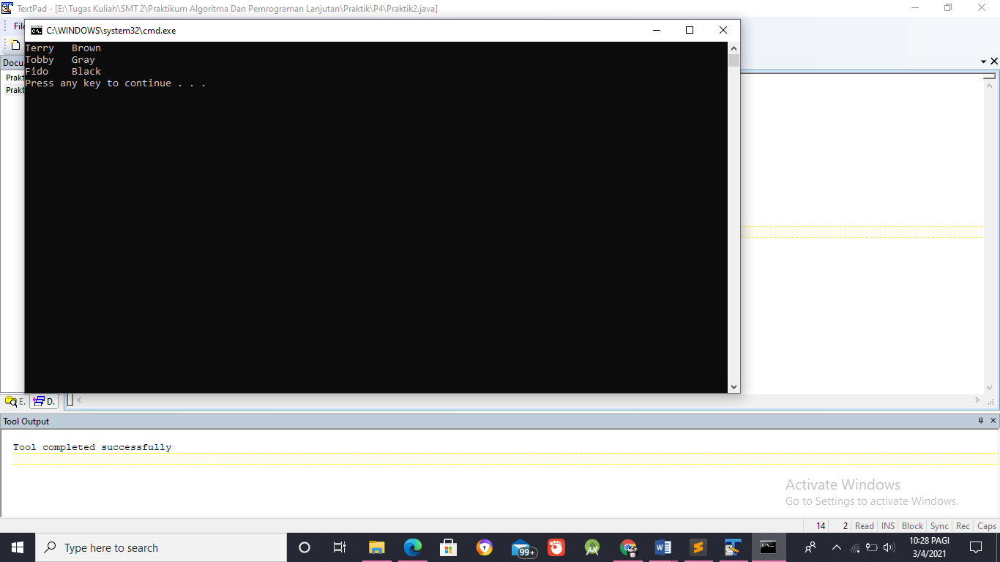 TextPad - [E:\Tugas Kuliah\SMT 2\Praktikum Algoritma Dan Pemrograman Lanjutan\Praktik\P4\Praktik2.java]
File
C:\WINDOWS\system32\cmd.exe
Terry Brown
Tobby Gray
Fido Black
Press any key to continue . . .
Docu
Prakt
Prakt
E. D.
Tool Output
Tool completed successfully
Activate Windows
Go to Settings to activate Windows.
14 2 Read INS Block Sync Rec Caps
Type here to search
99+
10:28 PAGI
3/4/2021